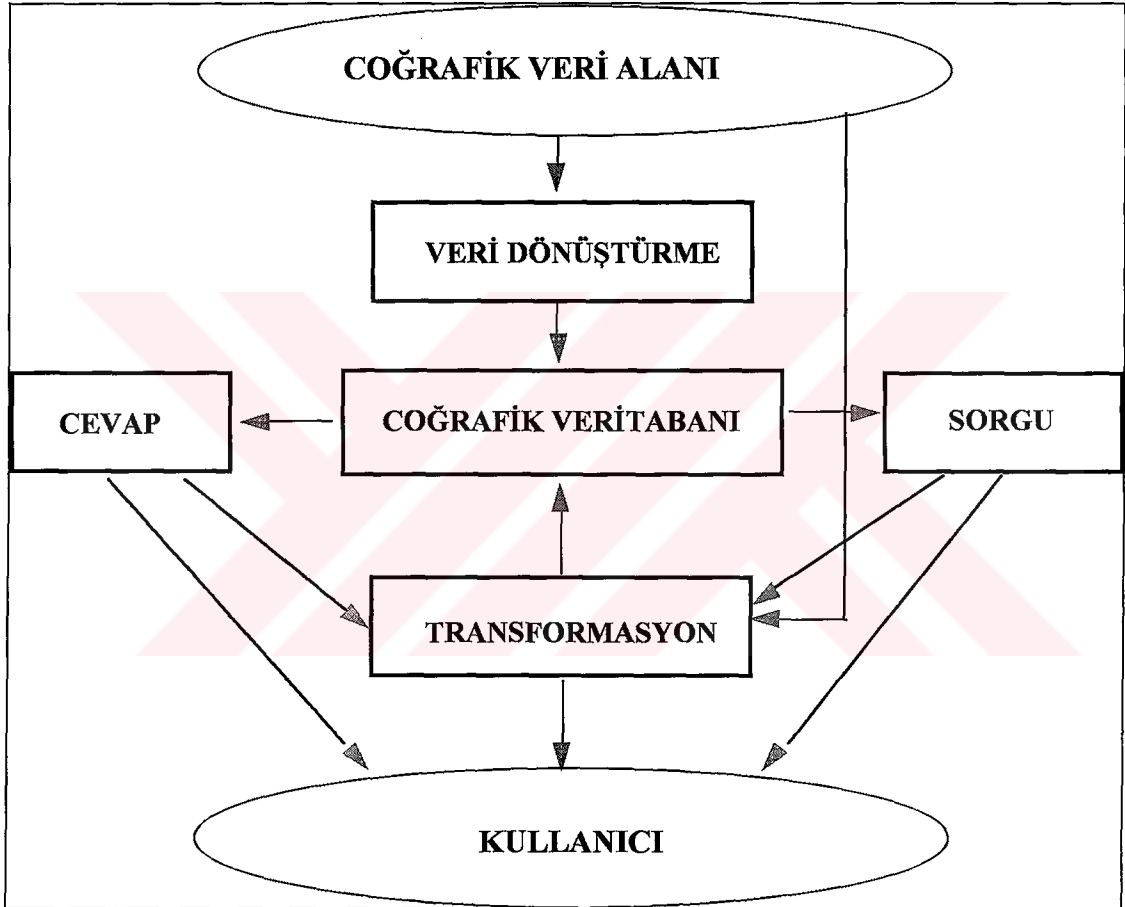 COĞRAFİK VERİ ALANI
VERİ DÖNÜŞTÜRME
CEVAP
COĞRAFİK VERİTABANI
SORGU
TRANSFORMASYON
KULLANICI